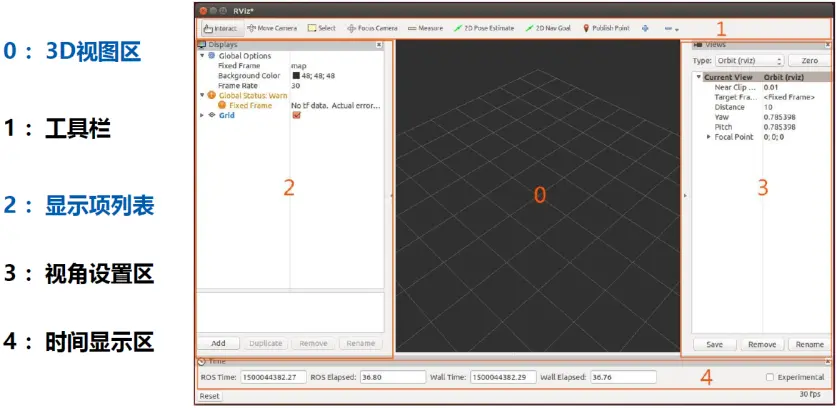 0： 3D视图区
1： 工具栏
2： 显示项列表
3： 视角设置区
4： 时间显示区
RViz*
Interact Move Camera Select Focus Camera Measure 2D Pose Estimate 2D Nav Goal Publish Point
1
Displays
Global Options
Fixed Frame map
Background Color 48; 48; 48
Frame Rate 30
Global Status: Warn
Fixed Frame No tf data. Actual error...
Grid
2
Add Duplicate Remove Rename
0
Views
Type: Orbit (rviz) Zero
Current View Orbit (rviz)
Near Clip ... 0.01
Target Fra... <Fixed Frame>
Distance 10
Yaw 0.785398
Pitch 0.785398
Focal Point 0; 0; 0
3
Save Remove Rename
Time
ROS Time: 1500044382.27 ROS Elapsed: 36.80 Wall Time: 1500044382.29 Wall Elapsed: 36.76 Experimental
4
Reset 30 fps